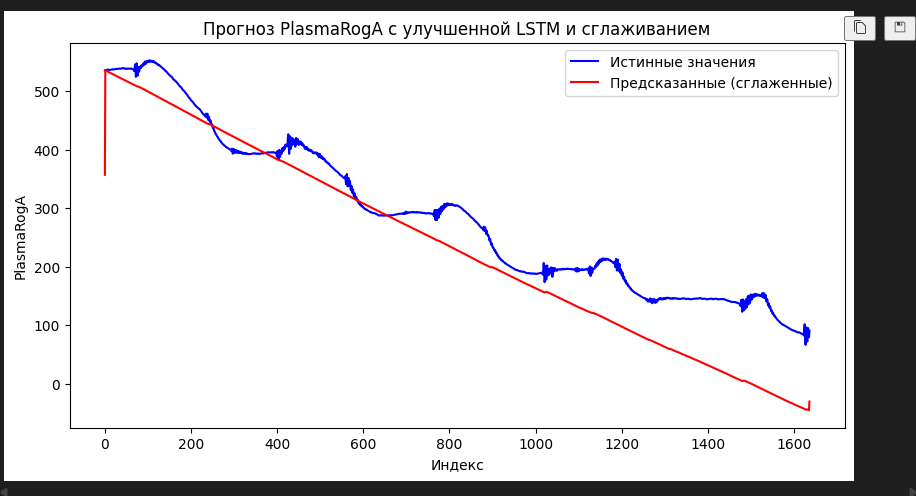 Прогноз PlasmaRogA с улучшенной LSTM и сглаживанием
Истинные значения
Предсказанные (сглаженные)
PlasmaRogA
500
400
300
200
100
0
0 200 400 600 800 1000 1200 1400 1600
Индекс